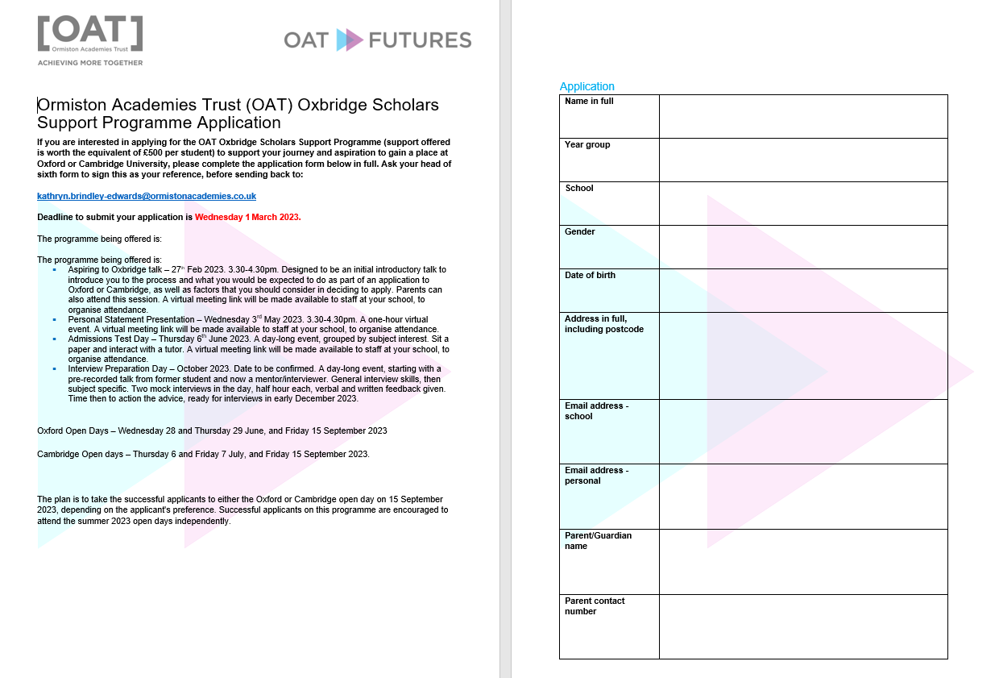 [OAT]
Ormiston Academies Trust
ACHIEVING MORE TOGETHER
OAT FUTURES
Ormiston Academies Trust (OAT) Oxbridge Scholars
Support Programme Application
If you are interested in applying for the OAT Oxbridge Scholars Support Programme (support offered
is worth the equivalent of £500 per student) to support your journey and aspiration to gain a place at
Oxford or Cambridge University, please complete the application form below in full. Ask your head of
sixth form to sign this as your reference, before sending back to:
kathryn.brindley-edwards@ormistonacademies.co.uk
Deadline to submit your application is Wednesday 1 March 2023.
The programme being offered is:
The programme being offered is:
▪ Aspiring to Oxbridge talk – 27th Feb 2023. 3.30-4.30pm. Designed to be an initial introductory talk to
introduce you to the process and what you would be expected to do as part of an application to
Oxford or Cambridge, as well as factors that you should consider in deciding to apply. Parents can
also attend this session. A virtual meeting link will be made available to staff at your school, to
organise attendance.
▪ Personal Statement Presentation – Wednesday 3rd May 2023. 3.30-4.30pm. A one-hour virtual
event. A virtual meeting link will be made available to staff at your school, to organise attendance.
▪ Admissions Test Day – Thursday 6th June 2023. A day-long event, grouped by subject interest. Sit a
paper and interact with a tutor. A virtual meeting link will be made available to staff at your school, to
organise attendance.
▪ Interview Preparation Day – October 2023. Date to be confirmed. A day-long event, starting with a
pre-recorded talk from former student and now a mentor/interviewer. General interview skills, then
subject specific. Two mock interviews in the day, half hour each, verbal and written feedback given.
Time then to action the advice, ready for interviews in early December 2023.
Oxford Open Days – Wednesday 28 and Thursday 29 June, and Friday 15 September 2023
Cambridge Open days – Thursday 6 and Friday 7 July, and Friday 15 September 2023.
The plan is to take the successful applicants to either the Oxford or Cambridge open day on 15 September
2023, depending on the applicant's preference. Successful applicants on this programme are encouraged to
attend the summer 2023 open days independently.
Application
Name in full
Year group
School
Gender
Date of birth
Address in full,
including postcode
Email address -
school
Email address -
personal
Parent/Guardian
name
Parent contact
number